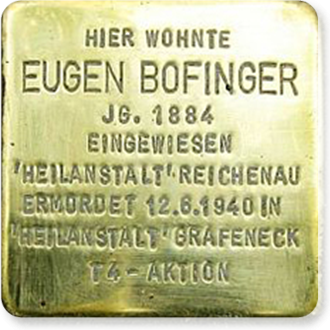 HIER WOHNTE
EUGEN BOFINGER
JG. 1884
EINGEWIESEN
'HEILANSTALT' REICHENAU
ERMORDET 12.6.1940 IN
'HEILANSTALT' GRAFENECK
T4-AKTION